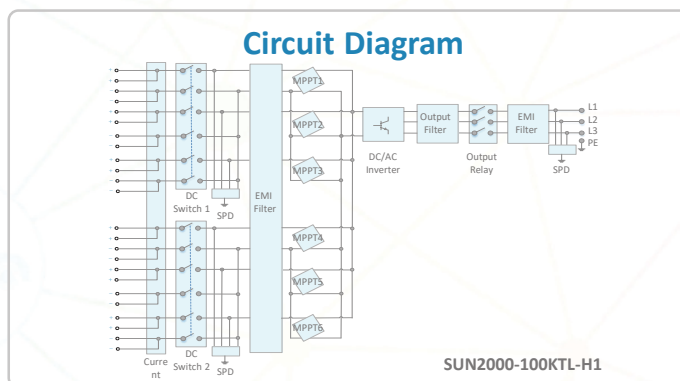 Circuit Diagram
MPPT1
MPPT2
MPPT3
MPPT4
MPPT5
MPPT6
EMI
Filter
DC
Switch 1
SPD
DC
Switch 2
SPD
Curre
nt
DC/AC
Inverter
Output
Filter
Output
Relay
EMI
Filter
L1
L2
L3
PE
SPD
SUN2000-100KTL-H1